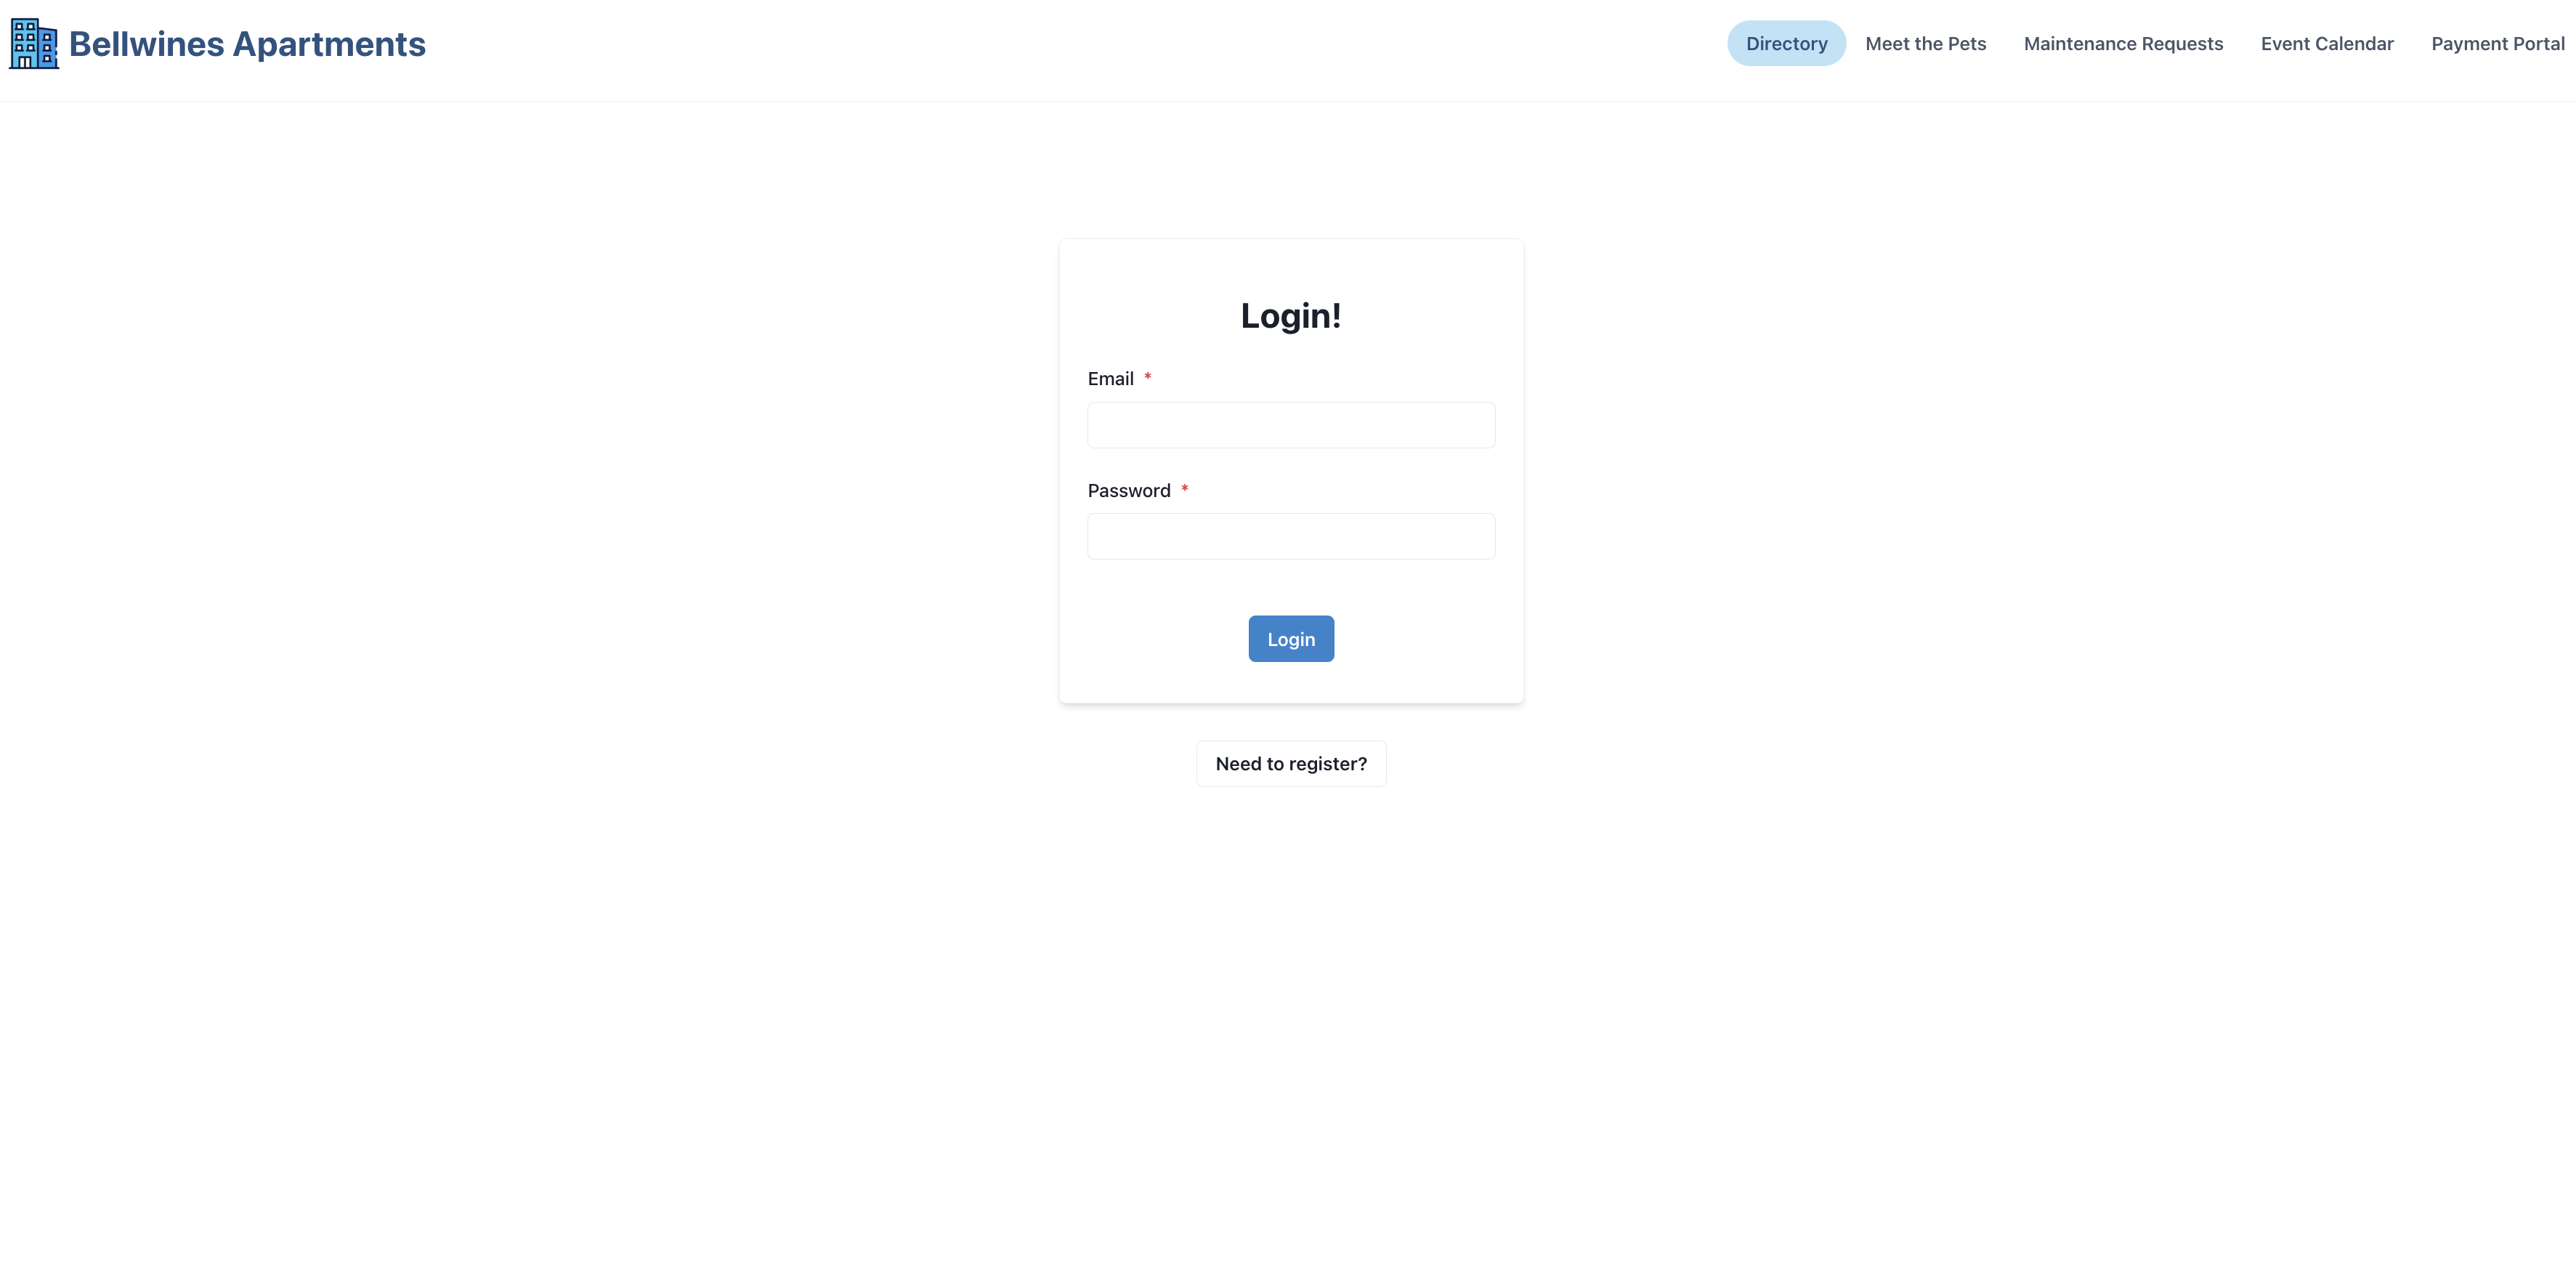 Bellwines Apartments
Directory Meet the Pets Maintenance Requests Event Calendar Payment Portal
Login!
Email *
Password *
Login
Need to register?